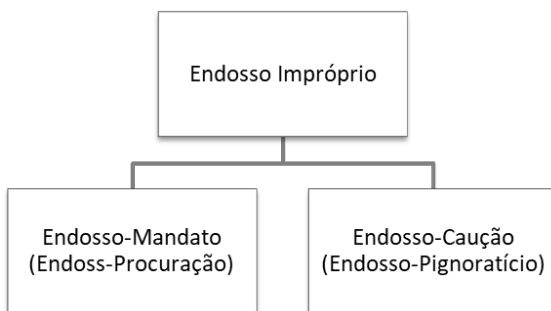 Endosso Impróprio
Endosso-Mandato
(Endoss-Procuração)
Endosso-Caução
(Endosso-Pignoratício)